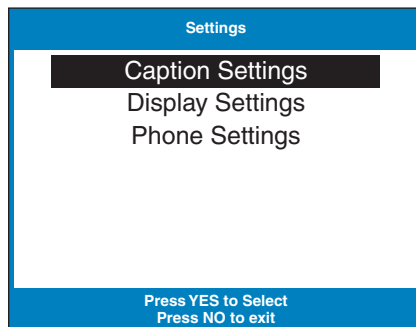 Settings
Caption Settings
Display Settings
Phone Settings
Press YES to Select
Press NO to exit